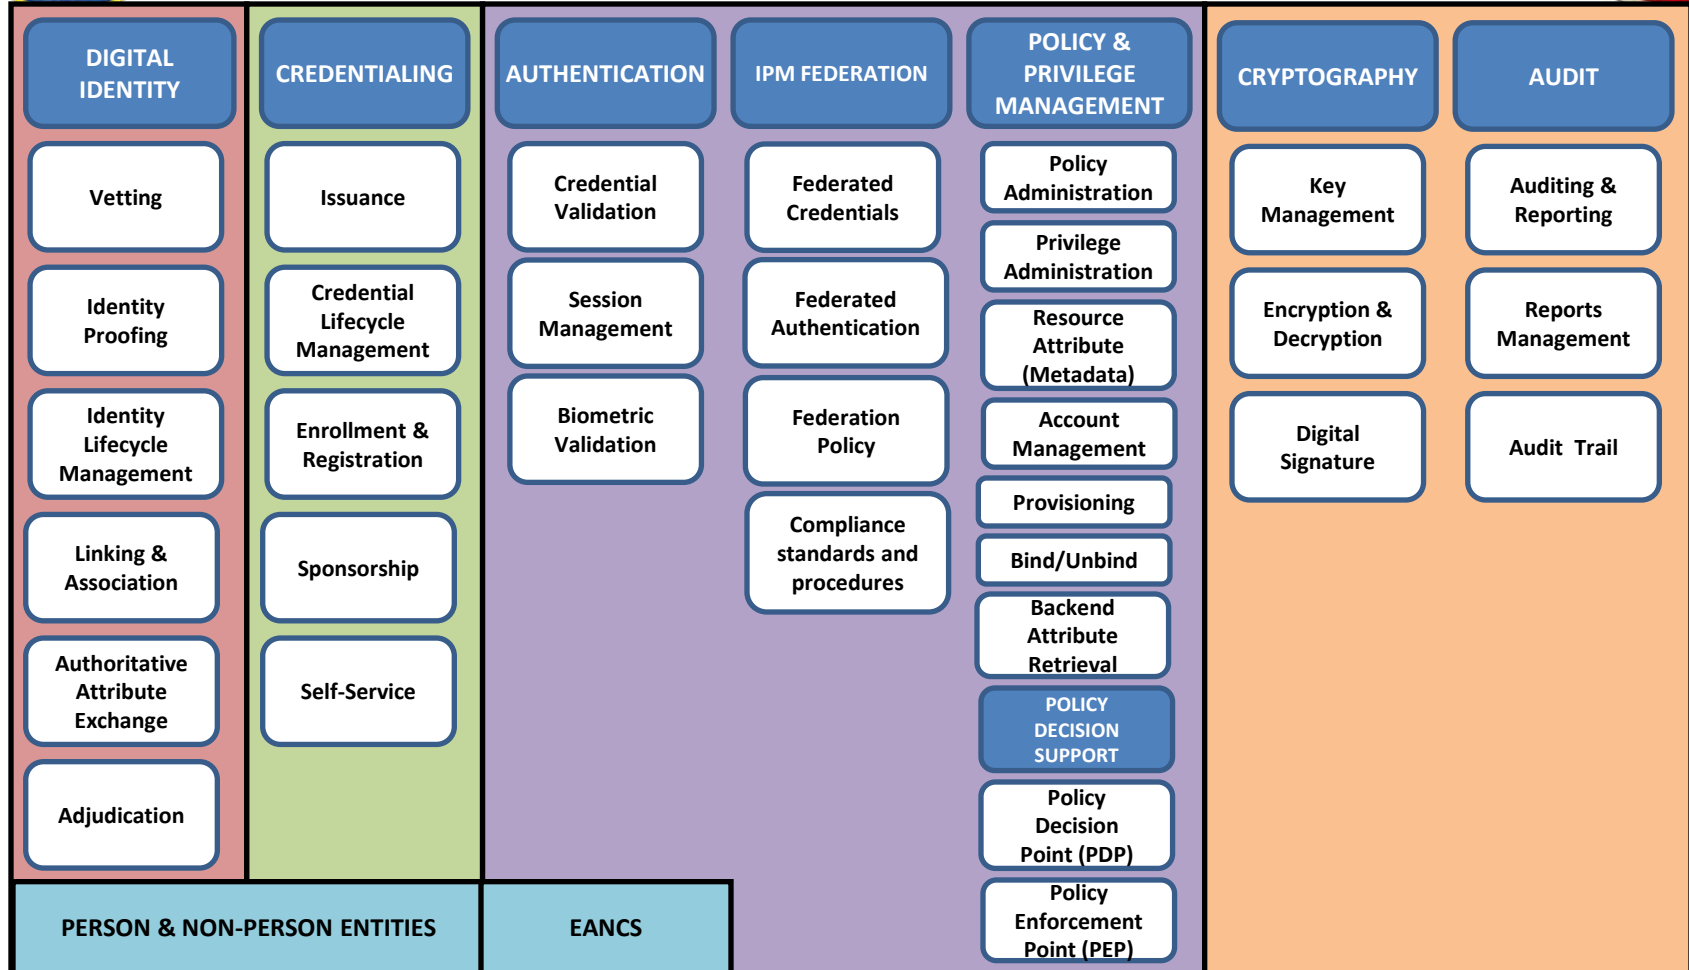 DIGITAL
IDENTITY
Vetting
Identity
Proofing
Identity
Lifecycle
Management
Linking &
Association
Authoritative
Attribute
Exchange
Adjudication
CREDENTIALING
Issuance
Credential
Lifecycle
Management
Enrollment &
Registration
Sponsorship
Self-Service
PERSON & NON-PERSON ENTITIES
AUTHENTICATION
Credential
Validation
Session
Management
Biometric
Validation
EANCS
IPM FEDERATION
Federated
Credentials
Federated
Authentication
Federation
Policy
Compliance
standards and
procedures
POLICY &
PRIVILEGE
MANAGEMENT
Policy
Administration
Privilege
Administration
Resource
Attribute
(Metadata)
Account
Management
Provisioning
Bind/Unbind
Backend
Attribute
Retrieval
POLICY
DECISION
SUPPORT
Policy
Decision
Point (PDP)
Policy
Enforcement
Point (PEP)
CRYPTOGRAPHY
Key
Management
Encryption &
Decryption
Digital
Signature
AUDIT
Auditing &
Reporting
Reports
Management
Audit Trail